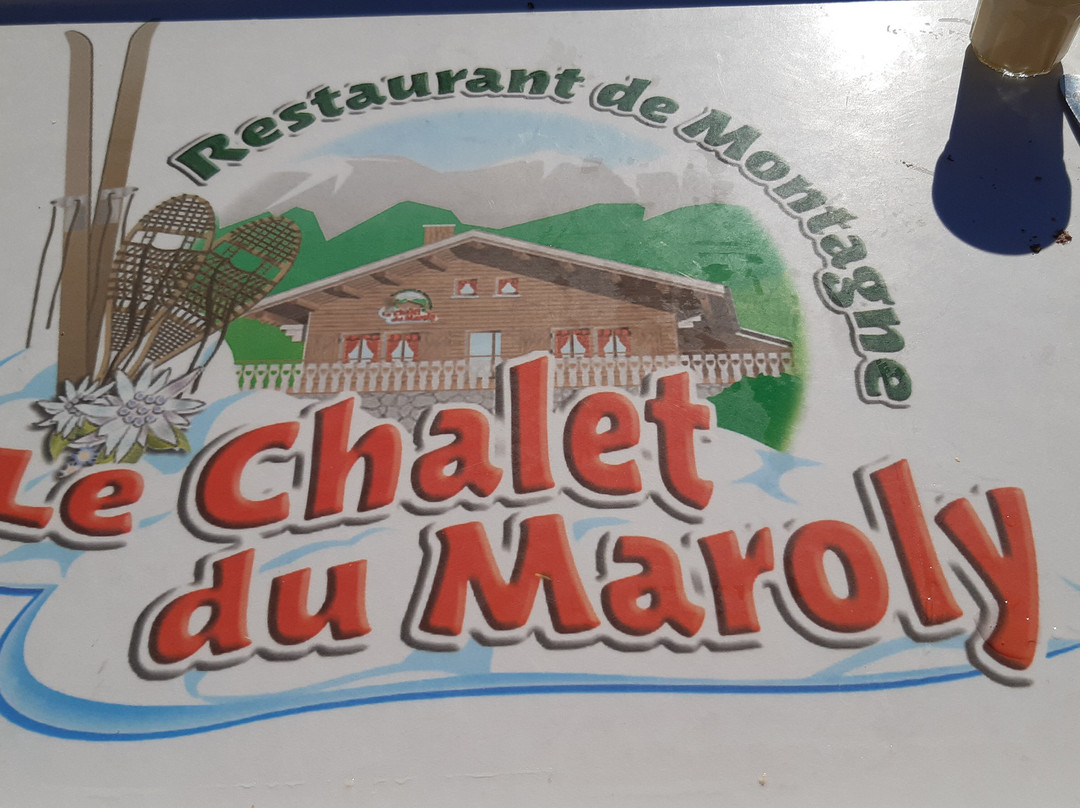 Restaurant de Montagne
Le Chalet
du Maroly